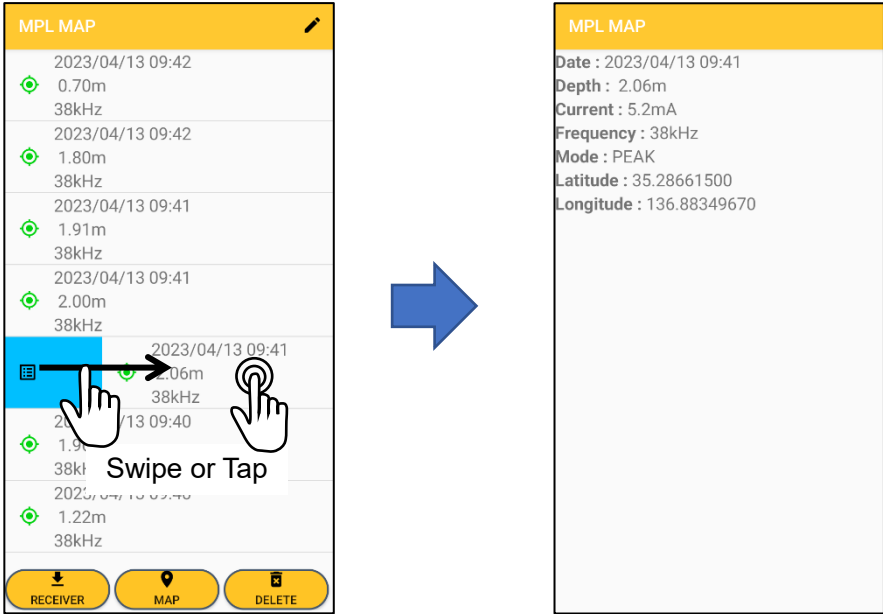 MPL MAP
2023/04/13 09:42
0.70m
38kHz
2023/04/13 09:42
1.80m
38kHz
2023/04/13 09:41
1.91m
38kHz
2023/04/13 09:41
2.00m
38kHz
2023/04/13 09:41
2.06m
38kHz
09:40
38kHz
1.22m
38kHz
Swipe or Tap
RECEIVER
MAP
DELETE
MPL MAP
Date : 2023/04/13 09:41
Depth : 2.06m
Current : 5.2mA
Frequency : 38kHz
Mode : PEAK
Latitude : 35.28661500
Longitude : 136.88349670